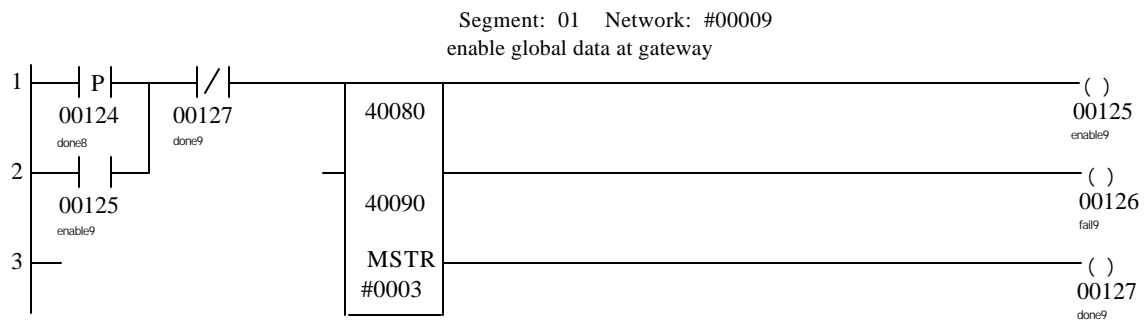 Segment: 01 Network: #00009
enable global data at gateway
1 P ( )
00124 00127 40080 00125
done8 done9 enable9
2 ( )
00125 40090 00126
enable9 fail9
3 MSTR ( )
#0003 00127
done9